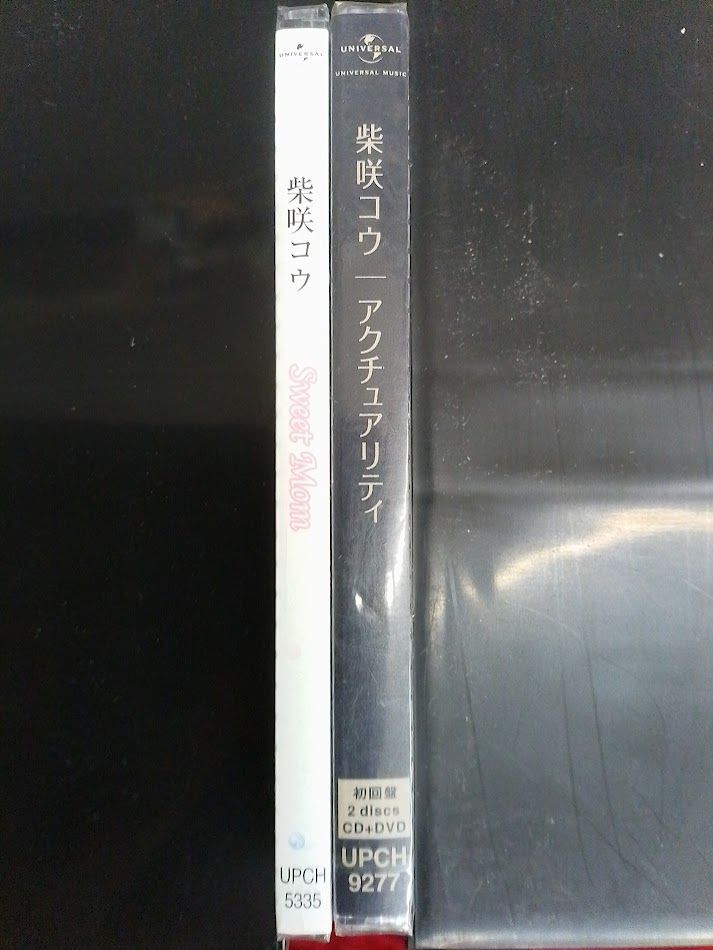 UNIVERSAL
柴咲コウ
Sweet Mom
UPCH
5335
UNIVERSAL
UNIVERSAL MUSIC
柴咲コウ｜アクチュアリティ
初回盤
2 discs
CD+DVD
UPCH
9277